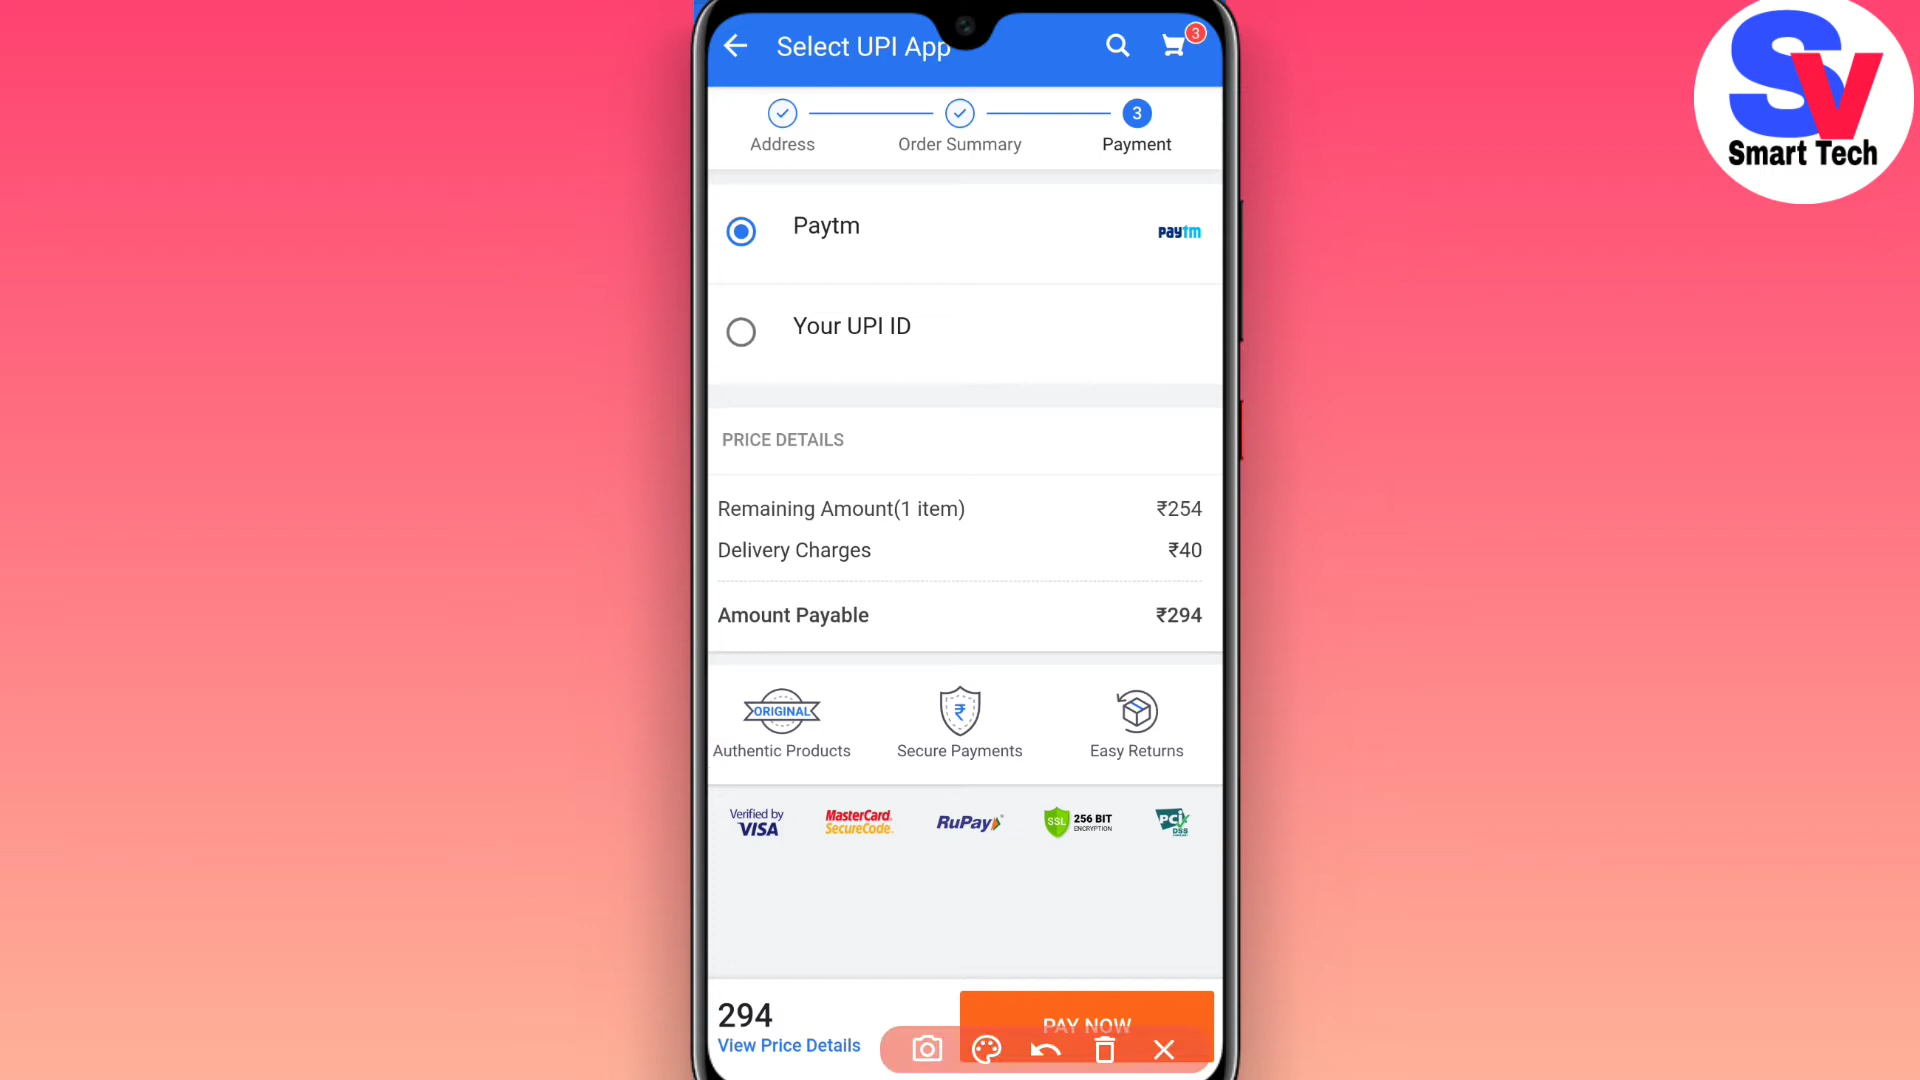 Select UPI App
3
SV
Smart Tech
3
Address
Order Summary
Payment
Paytm
paytm
Your UPI ID
PRICE DETAILS
Remaining Amount(1 item)
₹254
Delivery Charges
₹40
Amount Payable
₹294
ORIGINAL
₹
Authentic Products
Secure Payments
Easy Returns
Verified by
VISA
MasterCard.
SecureCode.
RuPay
SSL
256 BIT
ENCRYPTION
PCI
DSS
294
View Price Details
PAY NOW